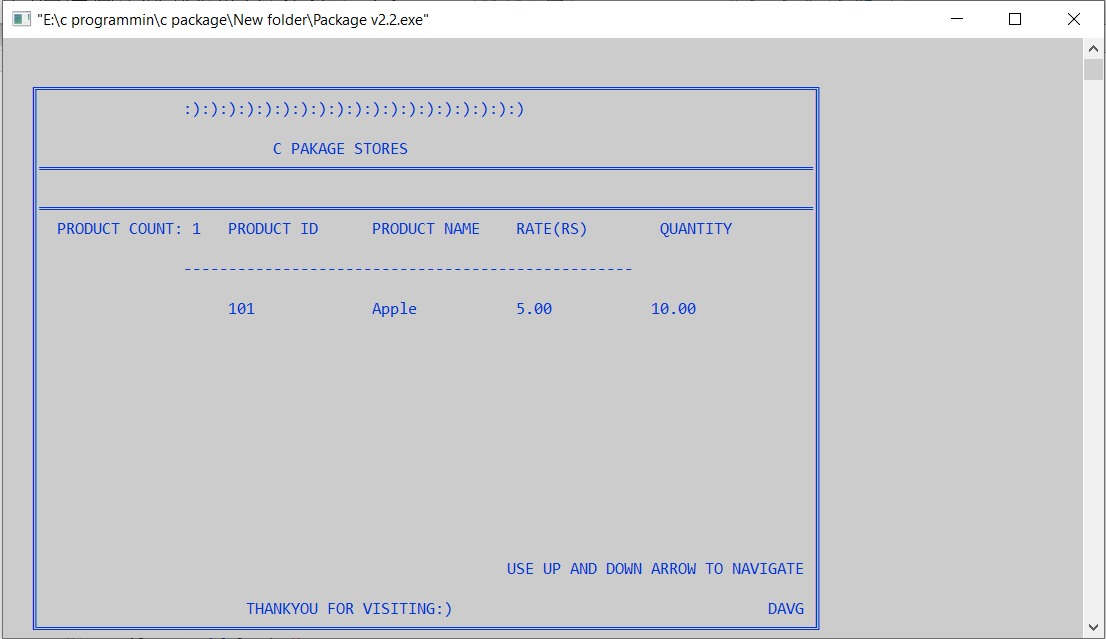 "E:\c programmin\c package\New folder\Package v2.2.exe"
:):):):):):):):):):):):):):):):):):):)
C PAKAGE STORES
PRODUCT COUNT: 1 PRODUCT ID PRODUCT NAME RATE(RS) QUANTITY
--------------------------------------------------
101 Apple 5.00 10.00
USE UP AND DOWN ARROW TO NAVIGATE
THANKYOU FOR VISITING:) DAVG